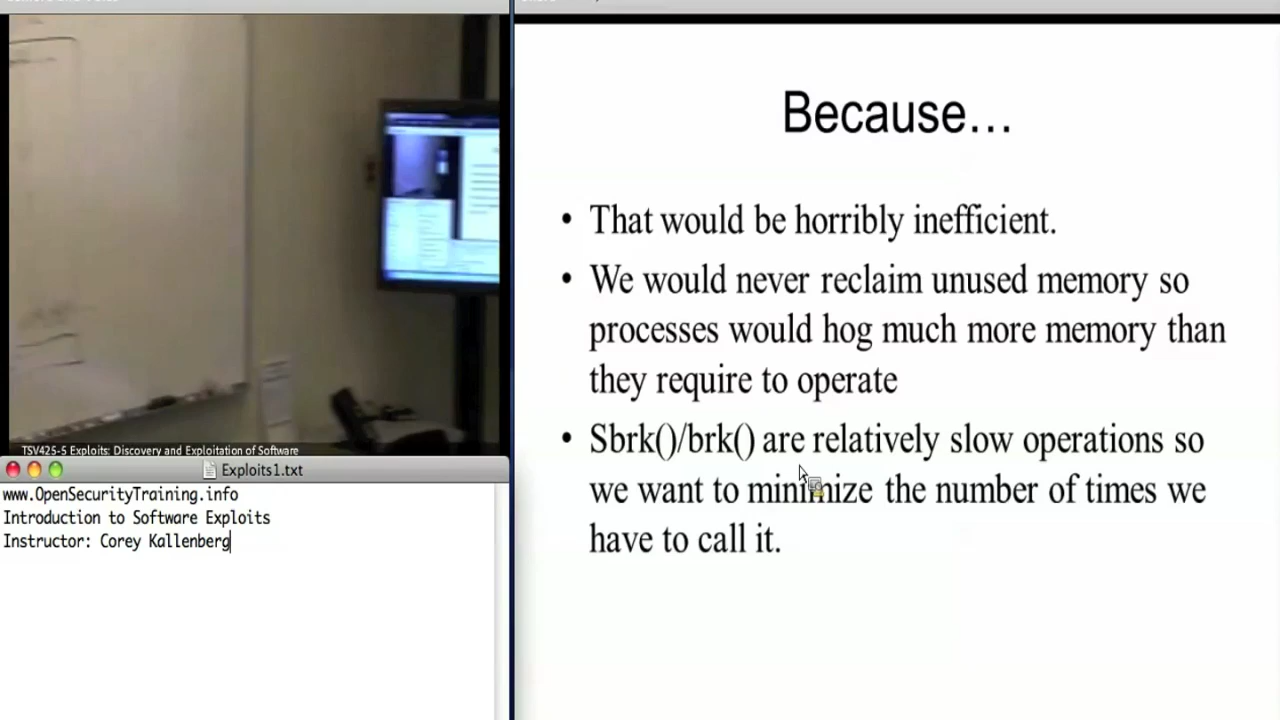 Because…
• That would be horribly inefficient.
• We would never reclaim unused memory so
processes would hog much more memory than
they require to operate
• Sbrk()/brk() are relatively slow operations so
we want to minimize the number of times we
have to call it.
TSV425-5 Exploits: Discovery and Exploitation of Software
Exploits1.txt
www.OpenSecurityTraining.info
Introduction to Software Exploits
Instructor: Corey Kallenberg